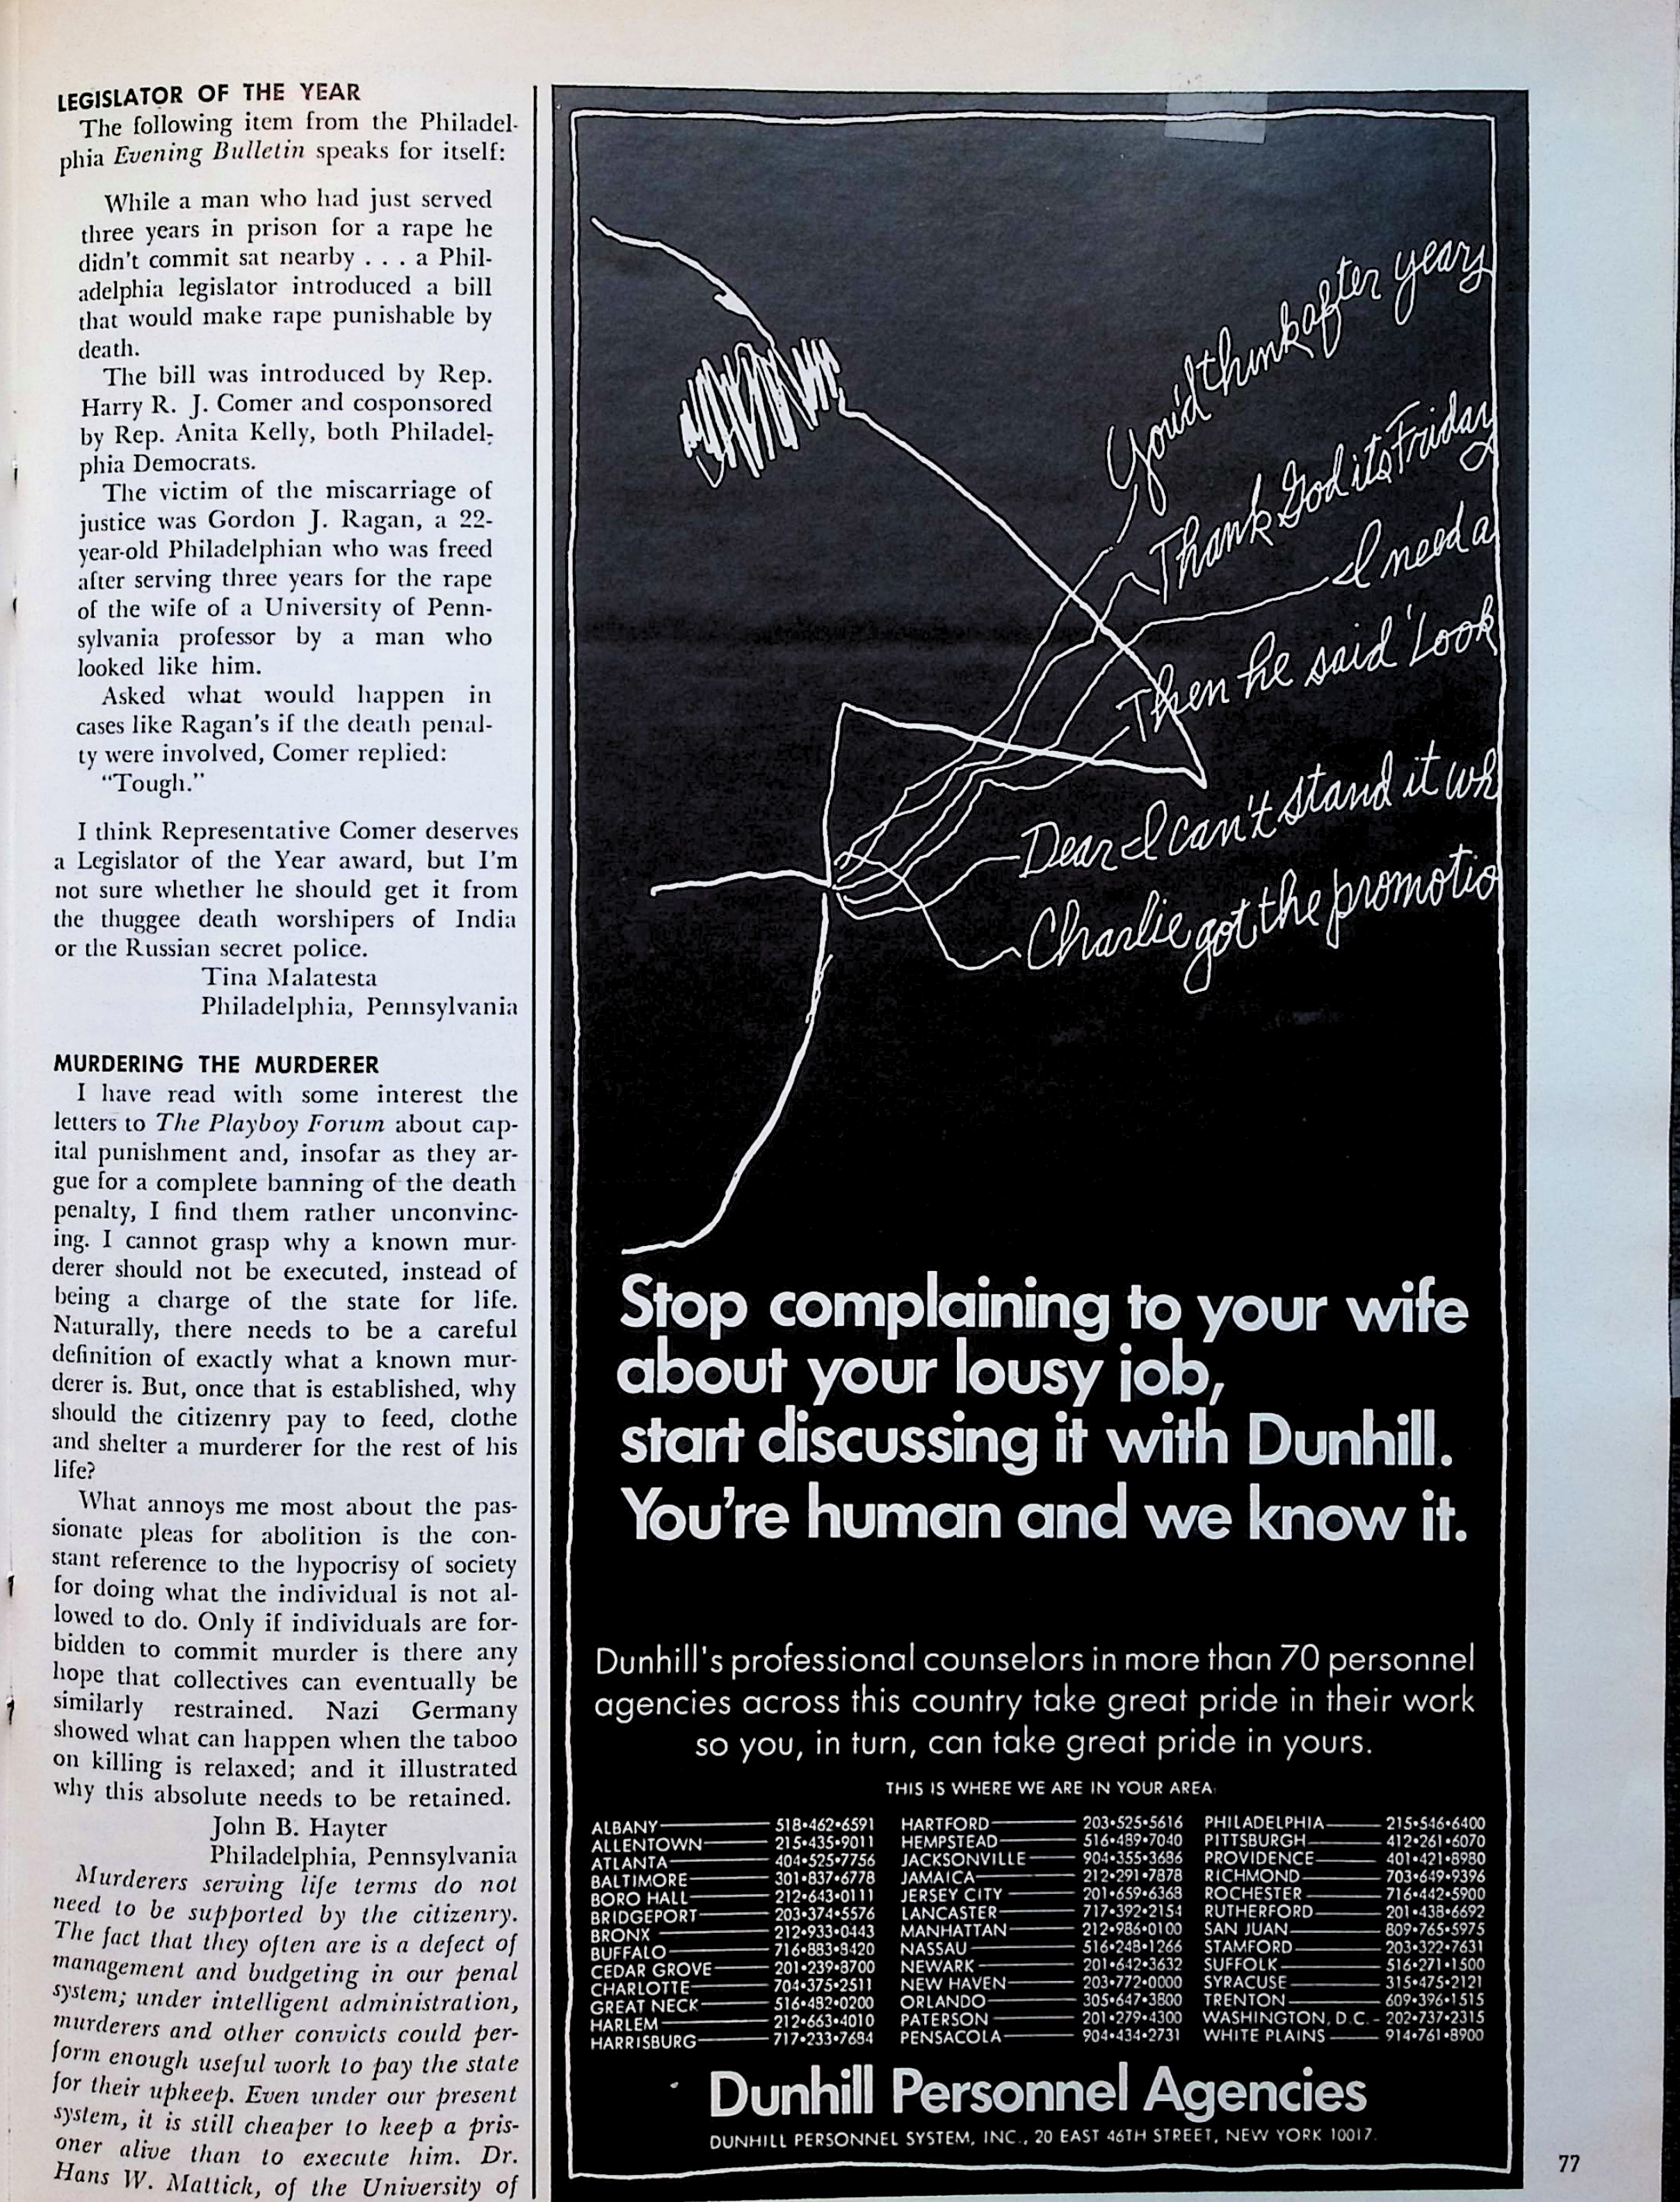 LEGISLATOR OF THE YEAR
The following item from the Philadel-
phia Evening Bulletin speaks for itself:
While a man who had just served
three years in prison for a rape he
didn't commit sat nearby . . . a Phil-
adelphia legislator introduced a bill
that would make rape punishable by
death.
The bill was introduced by Rep.
Harry R. J. Comer and cosponsored
by Rep. Anita Kelly, both Philadel-
phia Democrats.
The victim of the miscarriage of
justice was Gordon J. Ragan, a 22-
year-old Philadelphian who was freed
after serving three years for the rape
of the wife of a University of Penn-
sylvania professor by a man who
looked like him.
Asked what would happen in
cases like Ragan's if the death penal-
ty were involved, Comer replied:
"Tough."
I think Representative Comer deserves
a Legislator of the Year award, but I'm
not sure whether he should get it from
the thuggee death worshipers of India
or the Russian secret police.
Tina Malatesta
Philadelphia, Pennsylvania
MURDERING THE MURDERER
I have read with some interest the
letters to The Playboy Forum about cap-
ital punishment and, insofar as they ar-
gue for a complete banning of the death
penalty, I find them rather unconvinc-
ing. I cannot grasp why a known mur-
derer should not be executed, instead of
being a charge of the state for life.
Naturally, there needs to be a careful
definition of exactly what a known mur-
derer is. But, once that is established, why
should the citizenry pay to feed, clothe
and shelter a murderer for the rest of his
life?
What annoys me most about the pas-
sionate pleas for abolition is the con-
stant reference to the hypocrisy of society
for doing what the individual is not al-
lowed to do. Only if individuals are for-
bidden to commit murder is there any
hope that collectives can eventually be
similarly restrained. Nazi Germany
showed what can happen when the taboo
on killing is relaxed; and it illustrated
why this absolute needs to be retained.
John B. Hayter
Philadelphia, Pennsylvania
Murderers serving life terms do not
need to be supported by the citizenry.
The fact that they often are is a defect of
management and budgeting in our penal
system; under intelligent administration,
murderers and other convicts could per-
form enough useful work to pay the state
for their upkeep. Even under our present
system, it is still cheaper to keep a pris-
oner alive than to execute him. Dr.
Hans W. Mattick, of the University of
You'd think after years
Thank God its Friday
I need a
Then he said 'Look
Dear I can't stand it wh
Charlie got the promotio
Stop complaining to your wife
about your lousy job,
start discussing it with Dunhill.
You're human and we know it.
Dunhill's professional counselors in more than 70 personnel
agencies across this country take great pride in their work
so you, in turn, can take great pride in yours.
THIS IS WHERE WE ARE IN YOUR AREA:
ALBANY 518•462•6591
ALLENTOWN 215•435•9011
ATLANTA 404•525•7756
BALTIMORE 301•837•6778
BORO HALL 212•643•0111
BRIDGEPORT 203•374•5576
BRONX 212•933•0443
BUFFALO 716•883•8420
CEDAR GROVE 201•239•8700
CHARLOTTE 704•375•2511
GREAT NECK 516•482•0200
HARLEM 212•663•4010
HARRISBURG 717•233•7684
HARTFORD 203•525•5616
HEMPSTEAD 516•489•7040
JACKSONVILLE 904•355•3686
JAMAICA 212•291•7878
JERSEY CITY 201•659•6368
LANCASTER 717•392•2154
MANHATTAN 212•986•0100
NASSAU 516•248•1266
NEWARK 201•642•3632
NEW HAVEN 203•772•0000
ORLANDO 305•647•3800
PATERSON 201•279•4300
PENSACOLA 904•434•2731
PHILADELPHIA 215•546•6400
PITTSBURGH 412•261•6070
PROVIDENCE 401•421•8980
RICHMOND 703•649•9396
ROCHESTER 716•442•5900
RUTHERFORD 201•438•6692
SAN JUAN 809•765•5975
STAMFORD 203•322•7631
SUFFOLK 516•271•1500
SYRACUSE 315•475•2121
TRENTON 609•396•1515
WASHINGTON, D.C. - 202•737•2315
WHITE PLAINS 914•761•8900
Dunhill Personnel Agencies
DUNHILL PERSONNEL SYSTEM, INC., 20 EAST 46TH STREET, NEW YORK 10017.
77